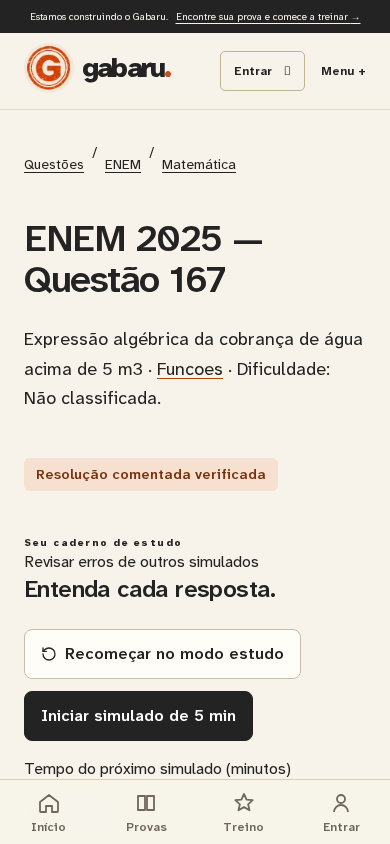 Estamos construindo o Gabaru. Encontre sua prova e comece a treinar →
gabaru.
Entrar
Menu +
Questões / ENEM / Matemática
ENEM 2025 —
Questão 167
Expressão algébrica da cobrança de água
acima de 5 m3 · Funcoes · Dificuldade:
Não classificada.
Resolução comentada verificada
Seu caderno de estudo
Revisar erros de outros simulados
Entenda cada resposta.
Recomeçar no modo estudo
Iniciar simulado de 5 min
Tempo do próximo simulado (minutos)
Início
Provas
Treino
Entrar